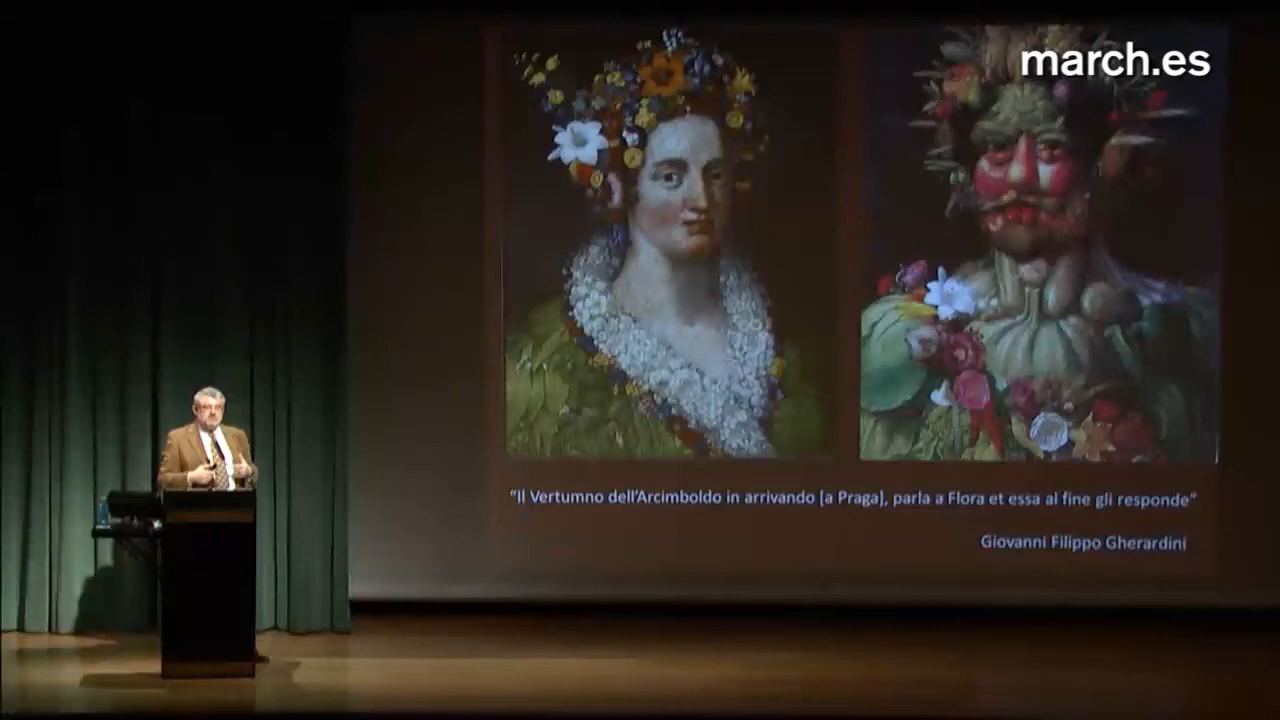 march.es
“Il Vertumno dell’Arcimboldo in arrivando [a Praga], parla a Flora et essa al fine gli responde”
Giovanni Filippo Gherardini